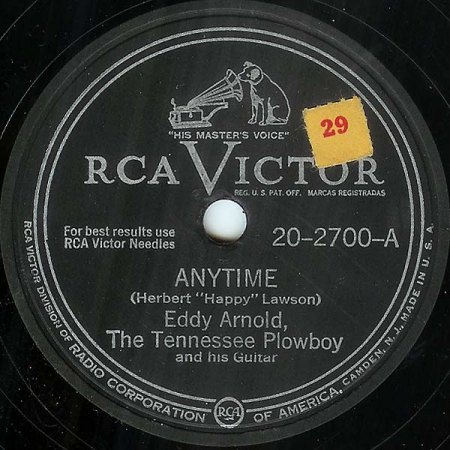 29
"HIS MASTER'S VOICE"
RCA VICTOR
REG. U. S. PAT. OFF. MARCAS REGISTRADAS
For best results use
RCA Victor Needles
20-2700-A
ANYTIME
(Herbert "Happy" Lawson)
Eddy Arnold,
The Tennessee Plowboy
and his Guitar
RCA VICTOR DIVISION OF RADIO CORPORATION OF AMERICA, CAMDEN, N. J. MADE IN U. S. A.
RCA